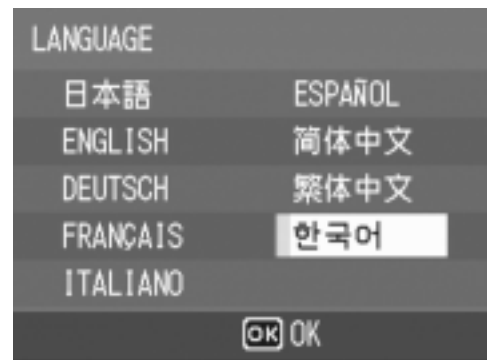 LANGUAGE
日本語 ESPAÑOL
ENGLISH 简体中文
DEUTSCH 繁体中文
FRANÇAIS 한국어
ITALIANO
OK OK